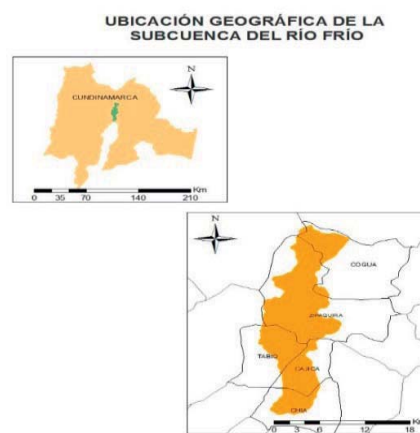 UBICACIÓN GEOGRÁFICA DE LA
SUBCUENCA DEL RÍO FRÍO
N
CUNDINAMARCA
Km
0 35 70 140 210
N
COGUA
ZIPAQUIRA
TABIO
CAJICA
CHIA
Km
0 3 6 12 18